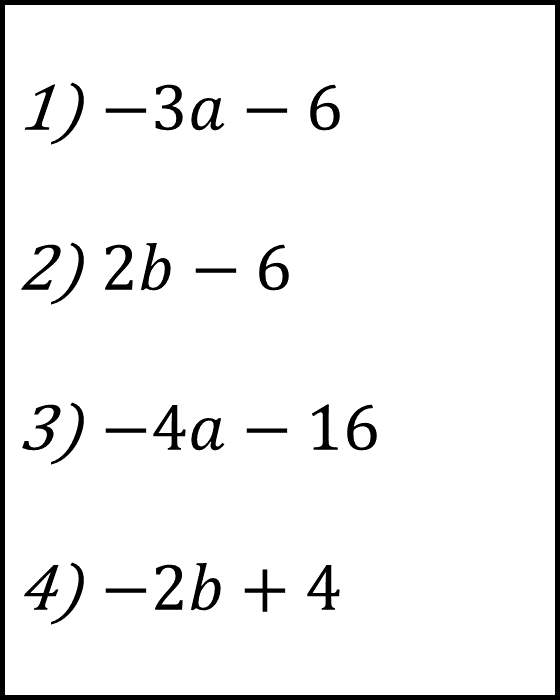 1) −3a − 6
2) 2b − 6
3) −4a − 16
4) −2b + 4